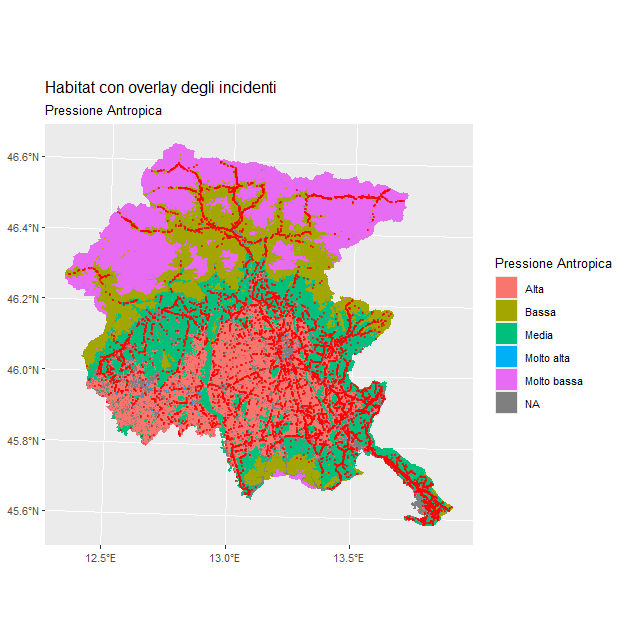 Habitat con overlay degli incidenti
Pressione Antropica
46.6°N
46.4°N
46.2°N
46.0°N
45.8°N
45.6°N
12.5°E
13.0°E
13.5°E
Pressione Antropica
Alta
Bassa
Media
Molto alta
Molto bassa
NA